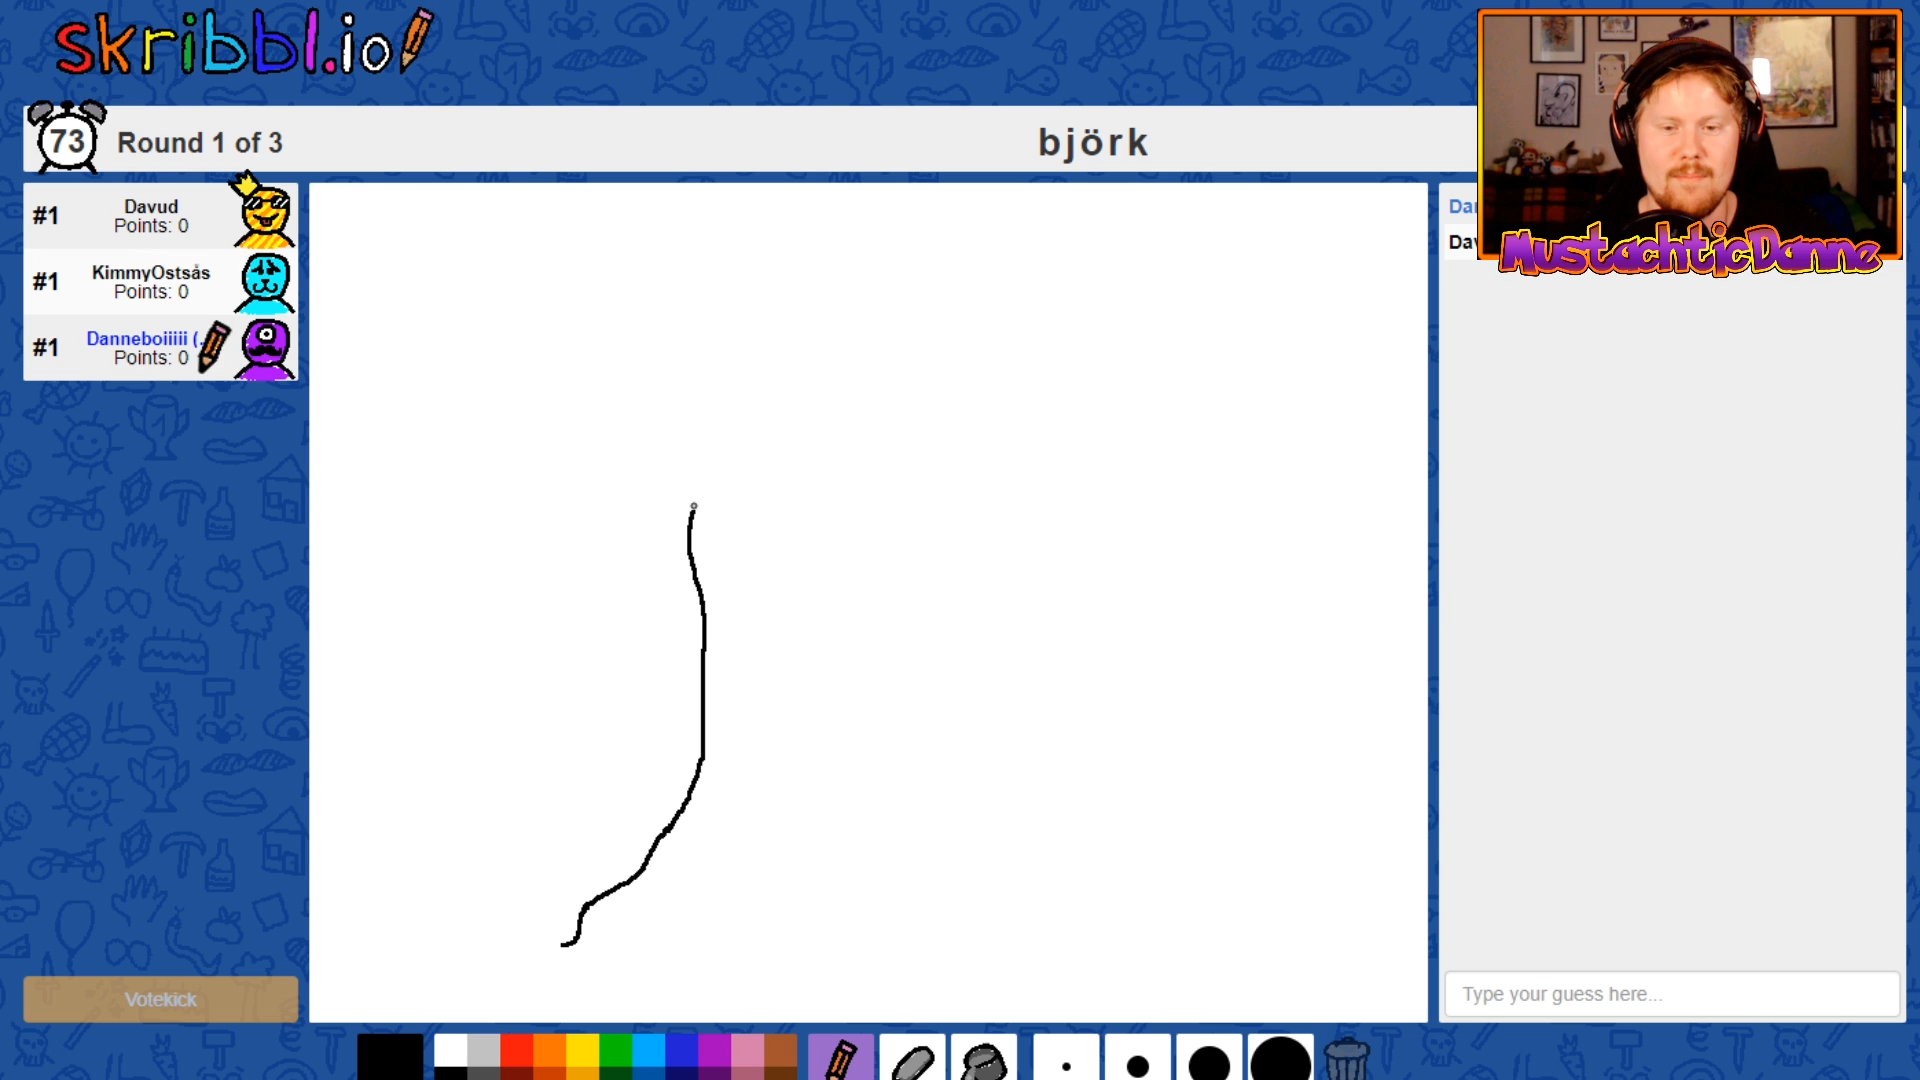 skribbl.io
73
Round 1 of 3
björk
#1
Davud
Points: 0
#1
KimmyOstsås
Points: 0
#1
Danneboiiiii (.
Points: 0
MustachticDanne
Votekick
Type your guess here...